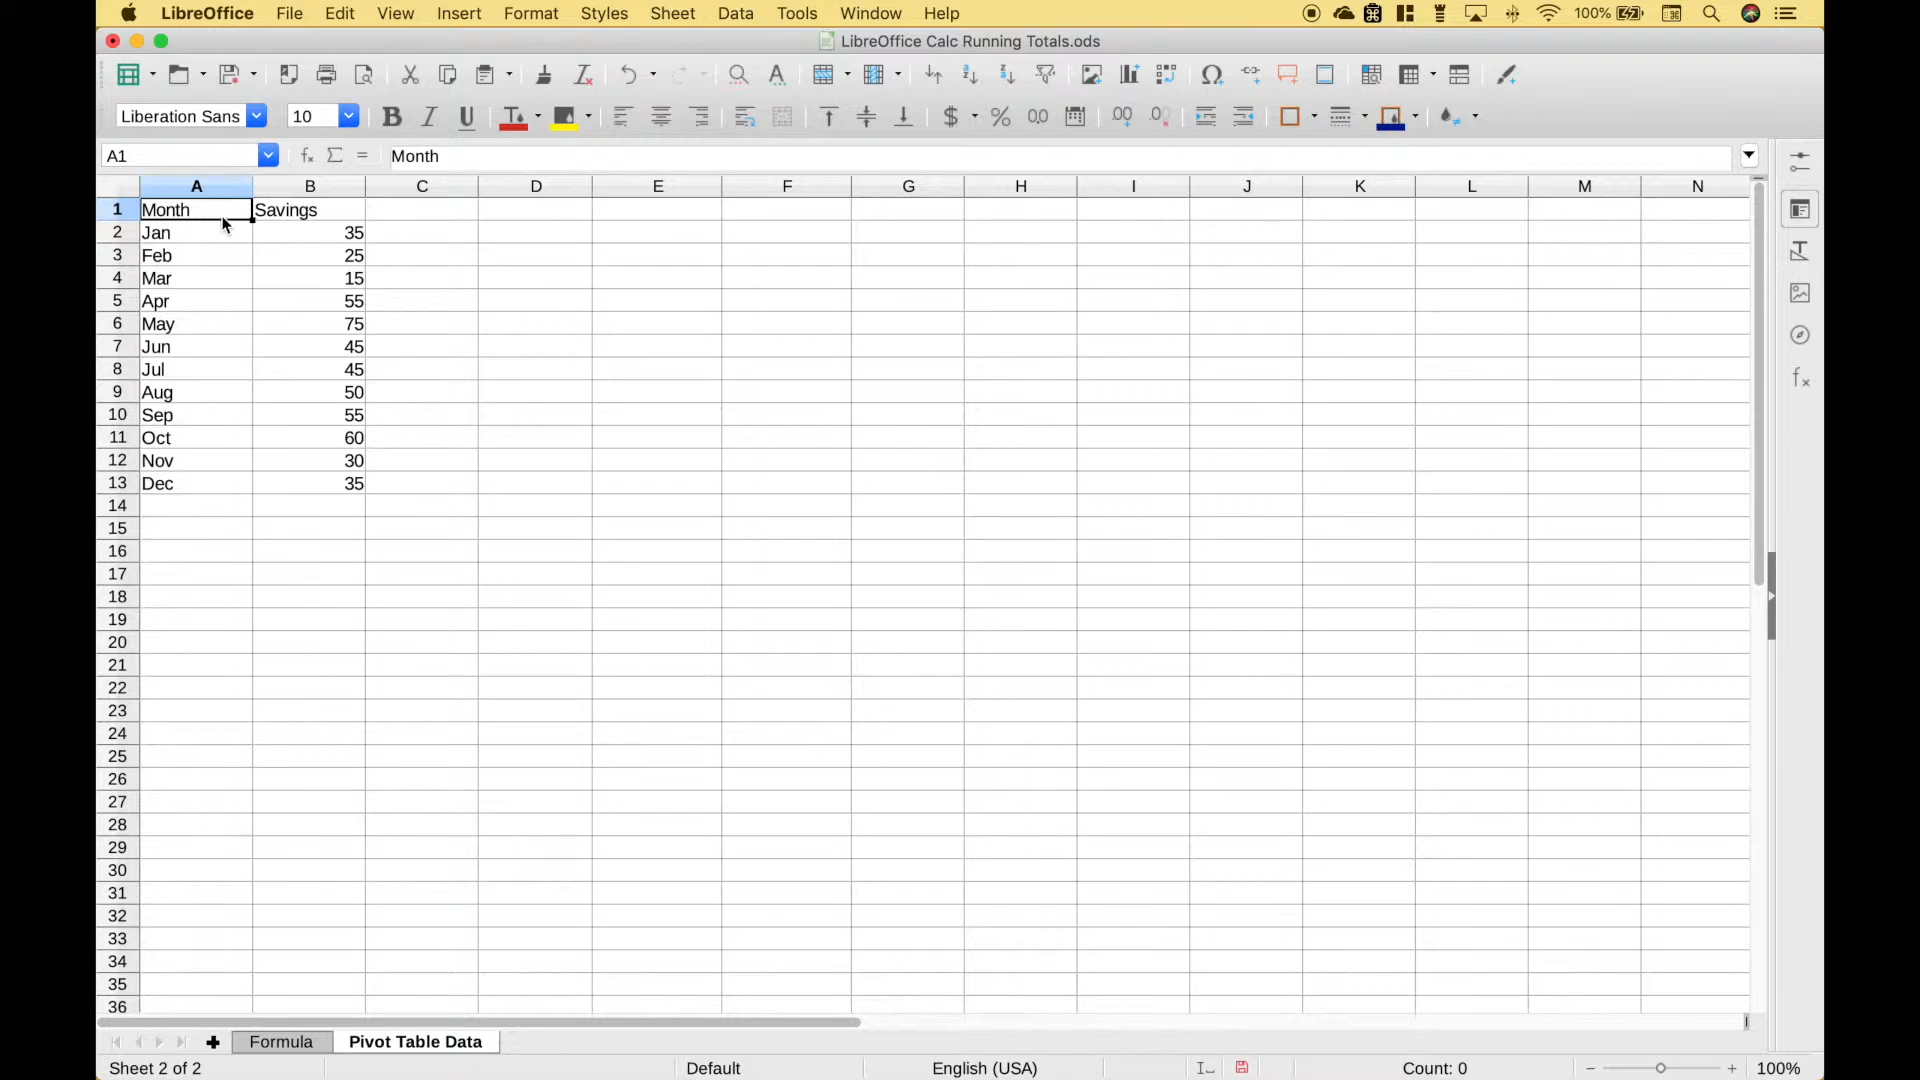 LibreOffice File Edit View Insert Format Styles Sheet Data Tools Window Help 100%
LibreOffice Calc Running Totals.ods
Liberation Sans 10
A1 Month
A B C D E F G H I J K L M N
1 Month Savings
2 Jan 35
3 Feb 25
4 Mar 15
5 Apr 55
6 May 75
7 Jun 45
8 Jul 45
9 Aug 50
10 Sep 55
11 Oct 60
12 Nov 30
13 Dec 35
14
15
16
17
18
19
20
21
22
23
24
25
26
27
28
29
30
31
32
33
34
35
36
Formula Pivot Table Data
Sheet 2 of 2 Default English (USA) Count: 0 100%